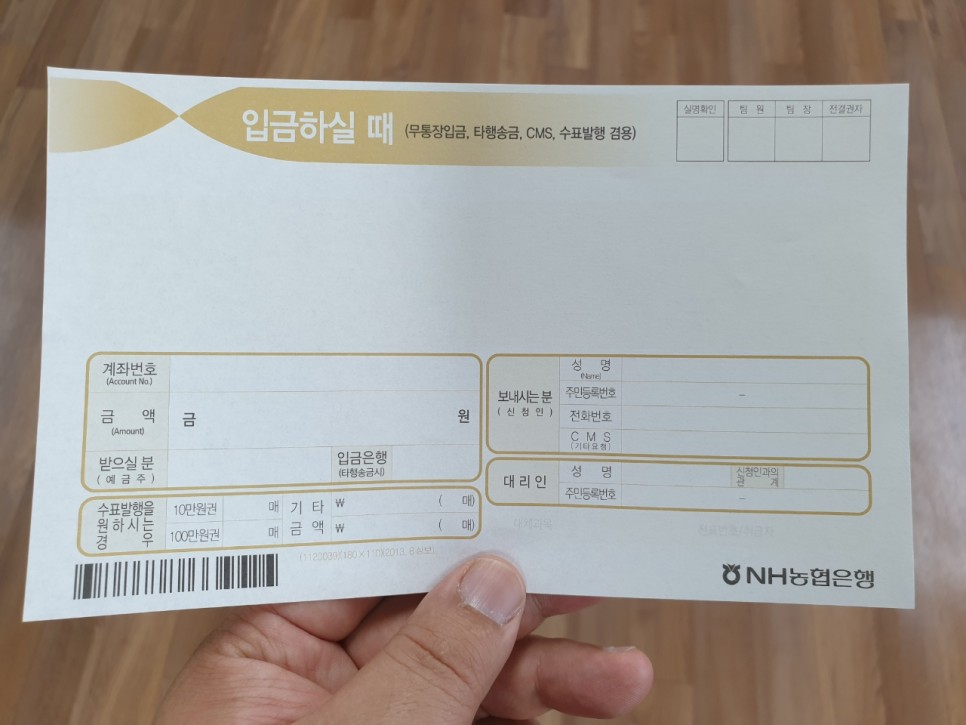 입금하실 때 (무통장입금, 타행송금, CMS, 수표발행 겸용)
실명확인 팀 원 팀 장 전결권자
계좌번호
(Account No.)
금 액 금 원
(Amount)
받으실 분 입금은행
(예금주) (타행송금시)
수표발행을 10만원권 매 기 타 ₩ ( 매)
원하시는
경 우 100만원권 매 금 액 ₩ ( 매)
보내시는 분
(신청인)
성 명
(Name)
주민등록번호 –
전화번호
C M S
(기타요청)
대 리 인
성 명 신청인과의
관 계
주민등록번호 –
NH농협은행